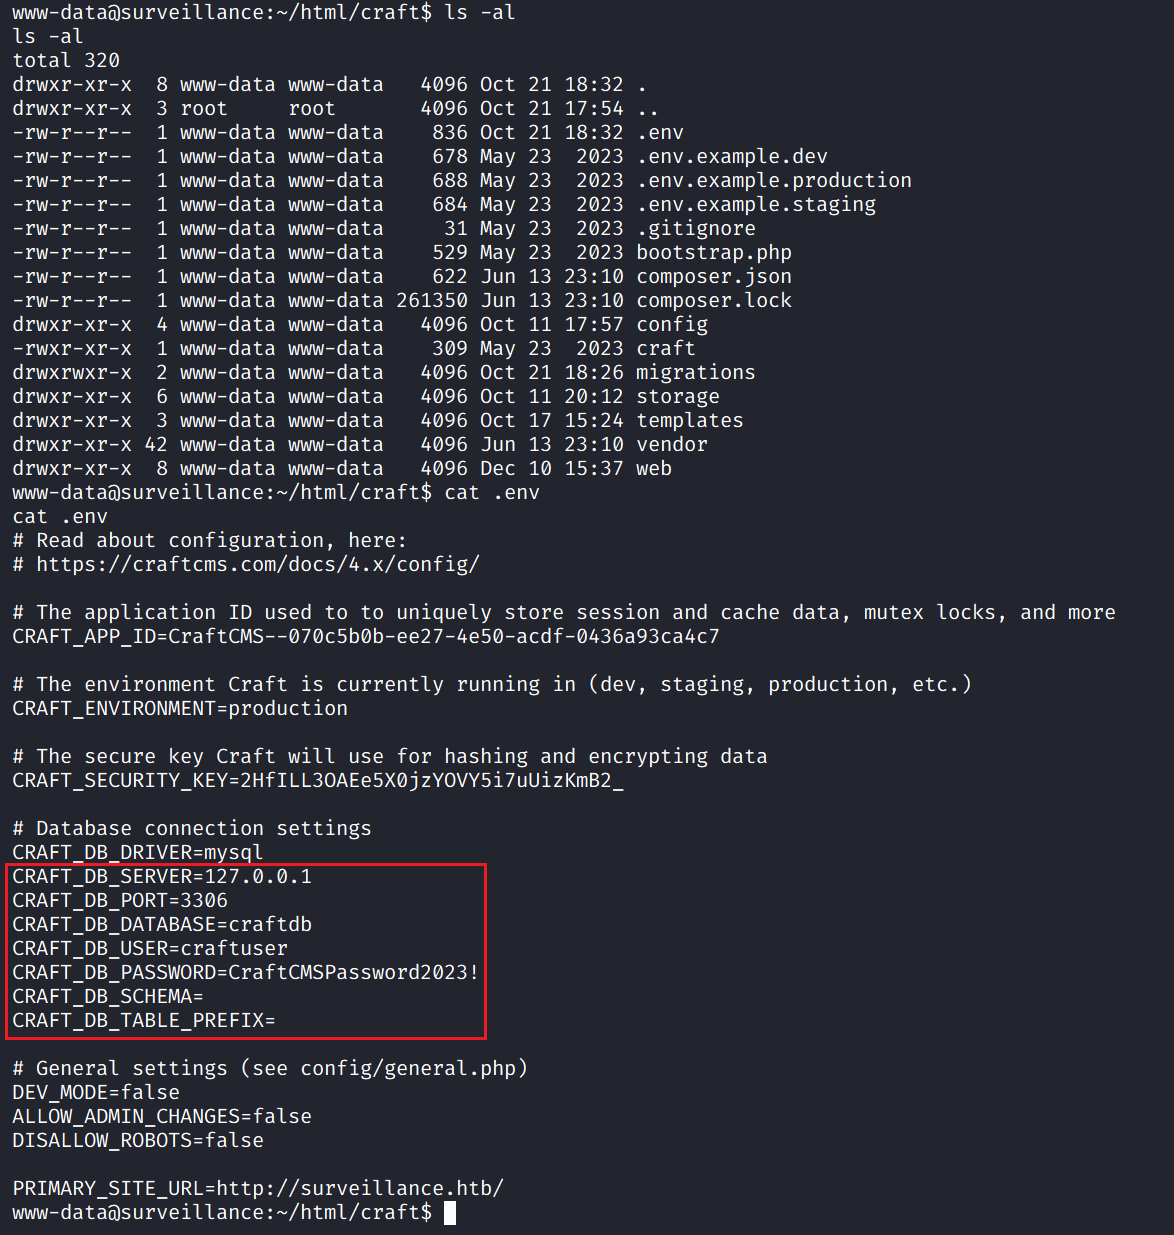 www-data@surveillance:~/html/craft$ ls -al
ls -al
total 320
drwxr-xr-x  8 www-data www-data   4096 Oct 21 18:32 .
drwxr-xr-x  3 root     root       4096 Oct 21 17:54 ..
-rw-r--r--  1 www-data www-data    836 Oct 21 18:32 .env
-rw-r--r--  1 www-data www-data    678 May 23  2023 .env.example.dev
-rw-r--r--  1 www-data www-data    688 May 23  2023 .env.example.production
-rw-r--r--  1 www-data www-data    684 May 23  2023 .env.example.staging
-rw-r--r--  1 www-data www-data     31 May 23  2023 .gitignore
-rw-r--r--  1 www-data www-data    529 May 23  2023 bootstrap.php
-rw-r--r--  1 www-data www-data    622 Jun 13 23:10 composer.json
-rw-r--r--  1 www-data www-data 261350 Jun 13 23:10 composer.lock
drwxr-xr-x  4 www-data www-data   4096 Oct 11 17:57 config
-rwxr-xr-x  1 www-data www-data    309 May 23  2023 craft
drwxrwxr-x  2 www-data www-data   4096 Oct 21 18:26 migrations
drwxr-xr-x  6 www-data www-data   4096 Oct 11 20:12 storage
drwxr-xr-x  3 www-data www-data   4096 Oct 17 15:24 templates
drwxr-xr-x 42 www-data www-data   4096 Jun 13 23:10 vendor
drwxr-xr-x  8 www-data www-data   4096 Dec 10 15:37 web
www-data@surveillance:~/html/craft$ cat .env
cat .env
# Read about configuration, here:
# https://craftcms.com/docs/4.x/config/

# The application ID used to to uniquely store session and cache data, mutex locks, and more
CRAFT_APP_ID=CraftCMS--070c5b0b-ee27-4e50-acdf-0436a93ca4c7

# The environment Craft is currently running in (dev, staging, production, etc.)
CRAFT_ENVIRONMENT=production

# The secure key Craft will use for hashing and encrypting data
CRAFT_SECURITY_KEY=2HfILL3OAEe5X0jzYOVY5i7uUizKmB2_

# Database connection settings
CRAFT_DB_DRIVER=mysql
CRAFT_DB_SERVER=127.0.0.1
CRAFT_DB_PORT=3306
CRAFT_DB_DATABASE=craftdb
CRAFT_DB_USER=craftuser
CRAFT_DB_PASSWORD=CraftCMSPassword2023!
CRAFT_DB_SCHEMA=
CRAFT_DB_TABLE_PREFIX=

# General settings (see config/general.php)
DEV_MODE=false
ALLOW_ADMIN_CHANGES=false
DISALLOW_ROBOTS=false

PRIMARY_SITE_URL=http://surveillance.htb/
www-data@surveillance:~/html/craft$